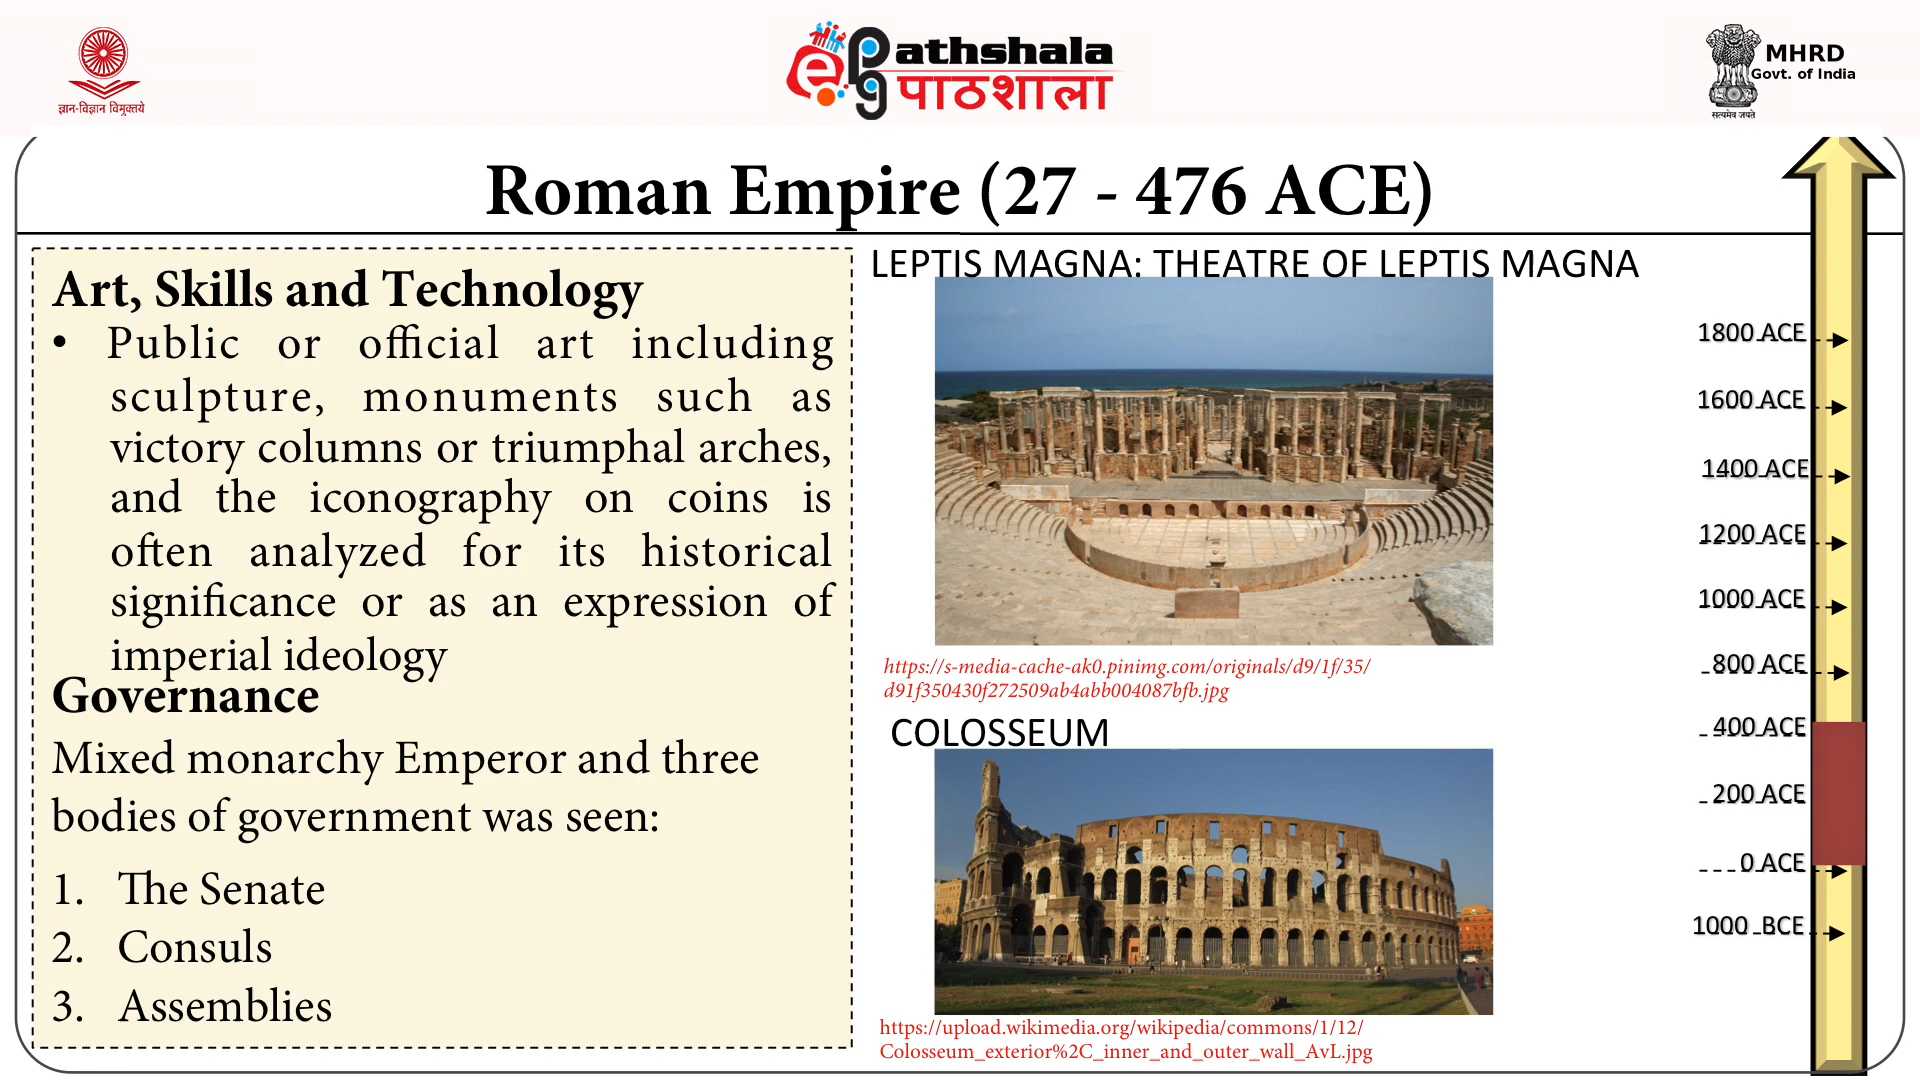 ज्ञान-विज्ञान विमुक्तये
ePathshala
पाठशाला
MHRD
Govt. of India
सत्यमेव जयते
Roman Empire (27 - 476 ACE)
Art, Skills and Technology
• Public or official art including
sculpture, monuments such as
victory columns or triumphal arches,
and the iconography on coins is
often analyzed for its historical
significance or as an expression of
imperial ideology
Governance
Mixed monarchy Emperor and three
bodies of government was seen:
1. The Senate
2. Consuls
3. Assemblies
LEPTIS MAGNA: THEATRE OF LEPTIS MAGNA
https://s-media-cache-ak0.pinimg.com/originals/d9/1f/35/
d91f350430f272509ab4abb004087bfb.jpg
COLOSSEUM
https://upload.wikimedia.org/wikipedia/commons/1/12/
Colosseum_exterior%2C_inner_and_outer_wall_AvL.jpg
1800 ACE
1600 ACE
1400 ACE
1200 ACE
1000 ACE
800 ACE
400 ACE
200 ACE
0 ACE
1000 BCE